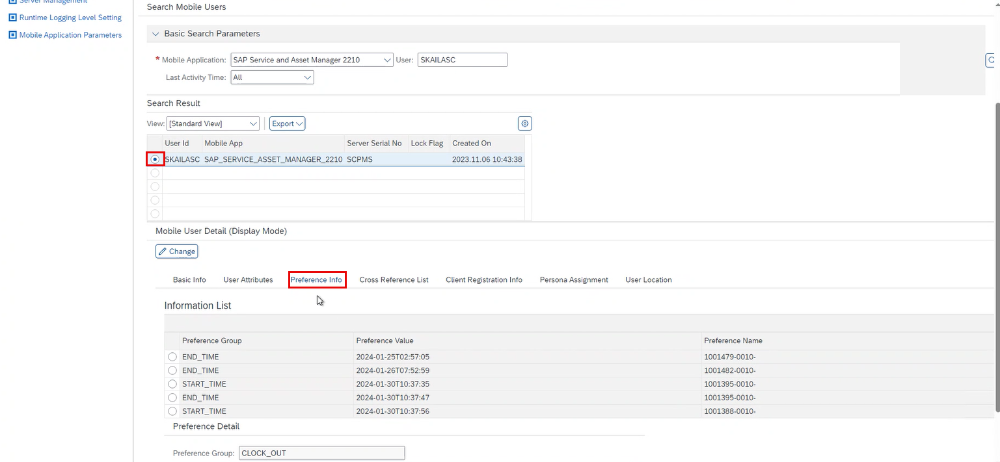 Server Management
Runtime Logging Level Setting
Mobile Application Parameters
Search Mobile Users
Basic Search Parameters
* Mobile Application: SAP Service and Asset Manager 2210 User: SKAILASC
Last Activity Time: All
Search Result
View: [Standard View] Export
User Id Mobile App Server Serial No Lock Flag Created On
SKAILASC SAP_SERVICE_ASSET_MANAGER_2210 SCPMS 2023.11.06 10:43:38
Mobile User Detail (Display Mode)
Change
Basic Info User Attributes Preference Info Cross Reference List Client Registration Info Persona Assignment User Location
Information List
Preference Group Preference Value Preference Name
END_TIME 2024-01-25T02:57:05 1001479-0010-
END_TIME 2024-01-26T07:52:59 1001482-0010-
START_TIME 2024-01-30T10:37:35 1001395-0010-
END_TIME 2024-01-30T10:37:47 1001395-0010-
START_TIME 2024-01-30T10:37:56 1001388-0010-
Preference Detail
Preference Group: CLOCK_OUT